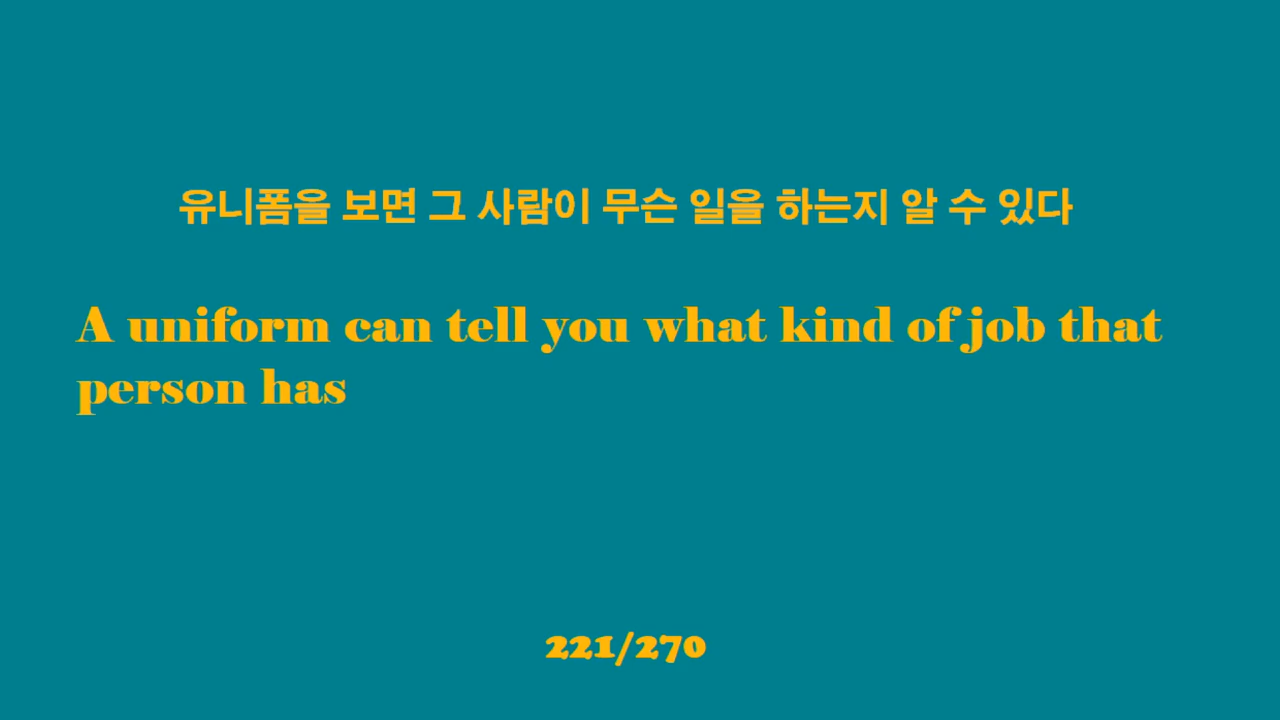 유니폼을 보면 그 사람이 무슨 일을 하는지 알 수 있다
A uniform can tell you what kind of job that
person has
221/270